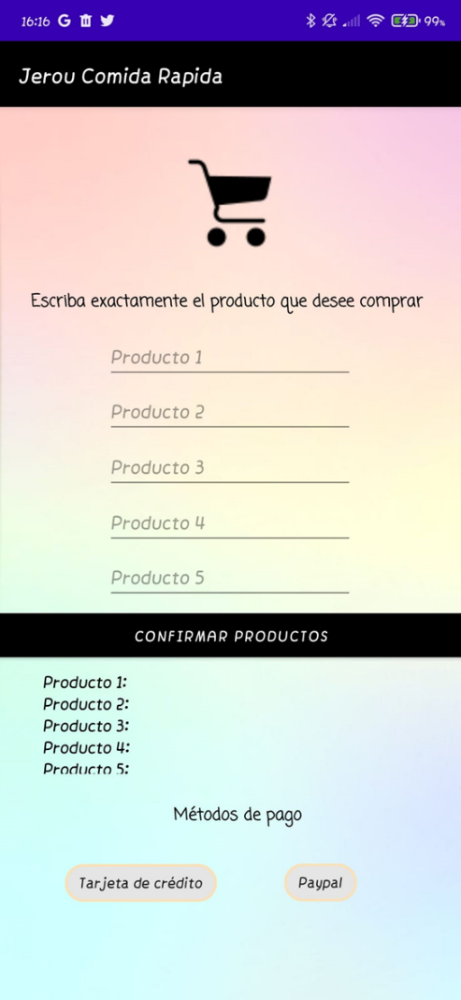 16:16 99%
Jerou Comida Rapida
Escriba exactamente el producto que desee comprar
Producto 1
Producto 2
Producto 3
Producto 4
Producto 5
CONFIRMAR PRODUCTOS
Producto 1:
Producto 2:
Producto 3:
Producto 4:
Producto 5:
Métodos de pago
Tarjeta de crédito Paypal